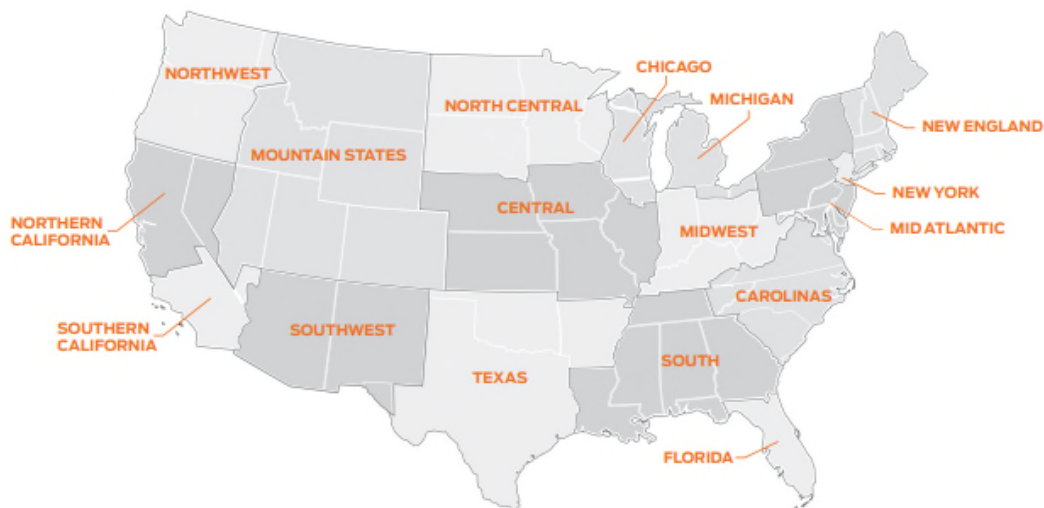 NORTHWEST
NORTH CENTRAL
CHICAGO
MICHIGAN
NEW ENGLAND
MOUNTAIN STATES
NEW YORK
NORTHERN
CALIFORNIA
CENTRAL
MIDWEST
MID ATLANTIC
SOUTHERN
CALIFORNIA
SOUTHWEST
CAROLINAS
TEXAS
SOUTH
FLORIDA